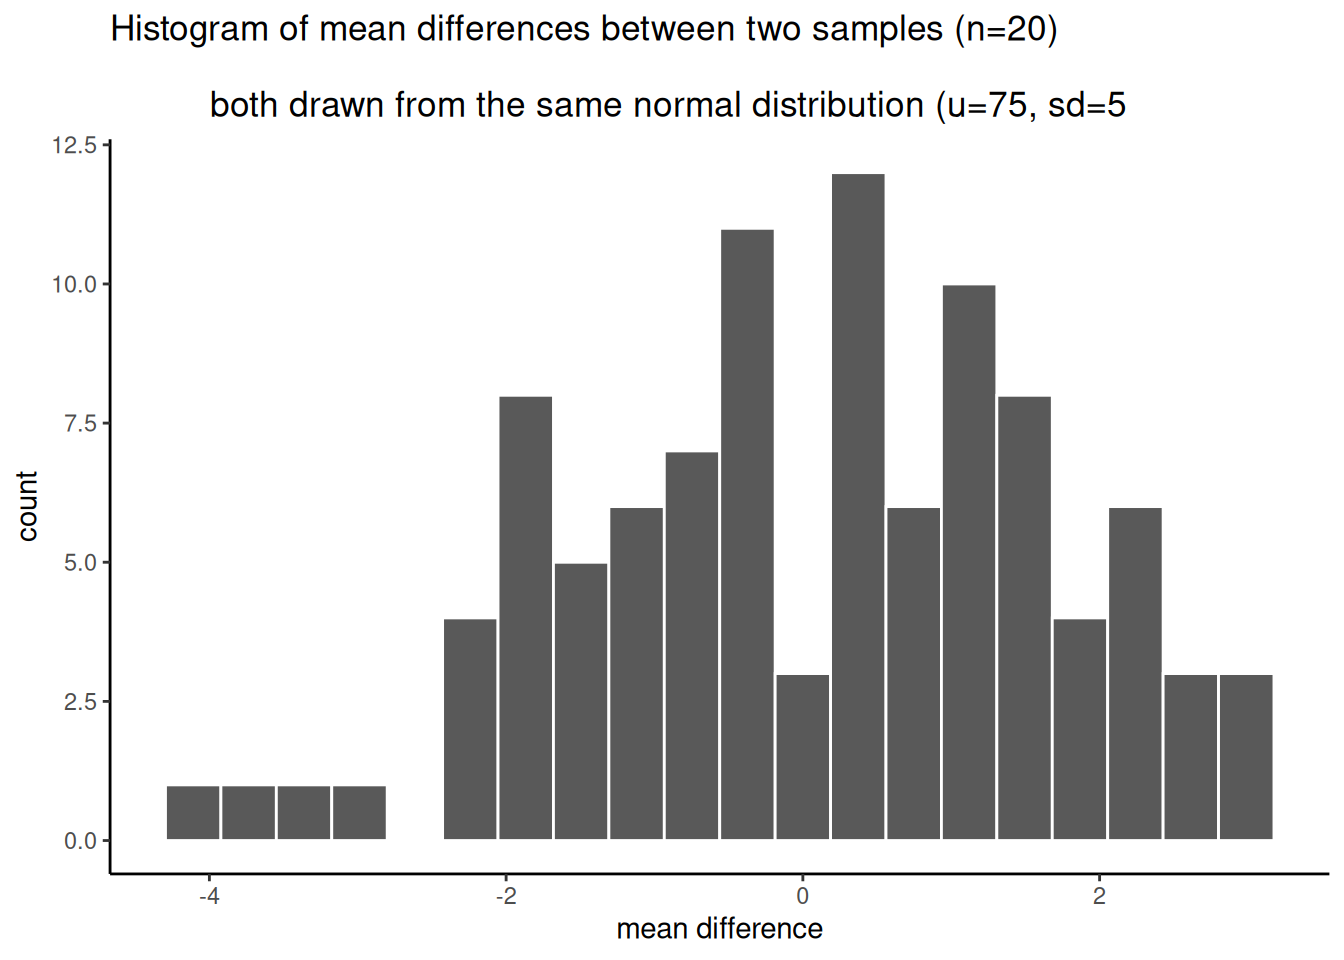 Histogram of mean differences between two samples (n=20)
both drawn from the same normal distribution (u=75, sd=5
12.5
10.0
7.5
5.0
2.5
0.0
count
-4
-2
0
2
mean difference